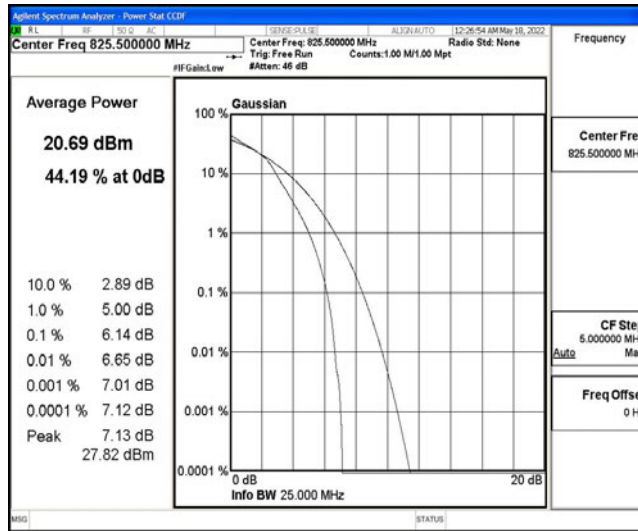 Agilent Spectrum Analyzer - Power Stat CCDF
RL RF 50 Ω AC SENSE:PULSE ALIGN AUTO 12:26:54 AM May 18, 2022
Center Freq 825.500000 MHz
Center Freq: 825.500000 MHz Radio Std: None
Trig: Free Run Counts:1.00 M/1.00 Mpt
#IFGain:Low #Atten: 46 dB
Frequency
Average Power
20.69 dBm
44.19 % at 0dB
10.0 % 2.89 dB
1.0 % 5.00 dB
0.1 % 6.14 dB
0.01 % 6.65 dB
0.001 % 7.01 dB
0.0001 % 7.12 dB
Peak 7.13 dB
27.82 dBm
Gaussian
100 %
10 %
1 %
0.1 %
0.01 %
0.001 %
0.0001 %
0 dB 20 dB
Info BW 25.000 MHz
Center Fre
825.500000 MH
CF Ste
5.000000 MH
Auto Ma
Freq Offse
0 H
MSG STATUS